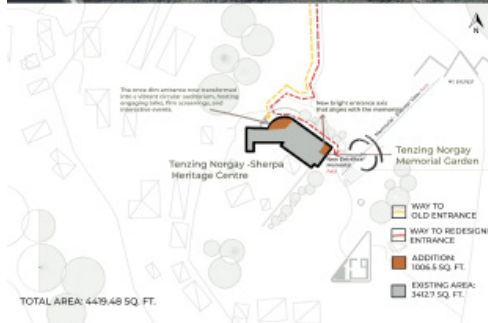 N
The once dim entrance now transformed
into a vibrant circular auditorium, hosting
engaging talks, film screenings, and
interactive events.
New bright entrance axis
that aligns with the memorial
Tenzing Norgay -Sherpa
Heritage Centre
New Entrance
Tenzing Norgay
Memorial Garden
WAY TO
OLD ENTRANCE
WAY TO REDESIGNED
ENTRANCE
ADDITION:
1006.5 SQ. FT.
EXISTING AREA:
3412.7 SQ. FT.
TOTAL AREA: 4419.48 SQ. FT.